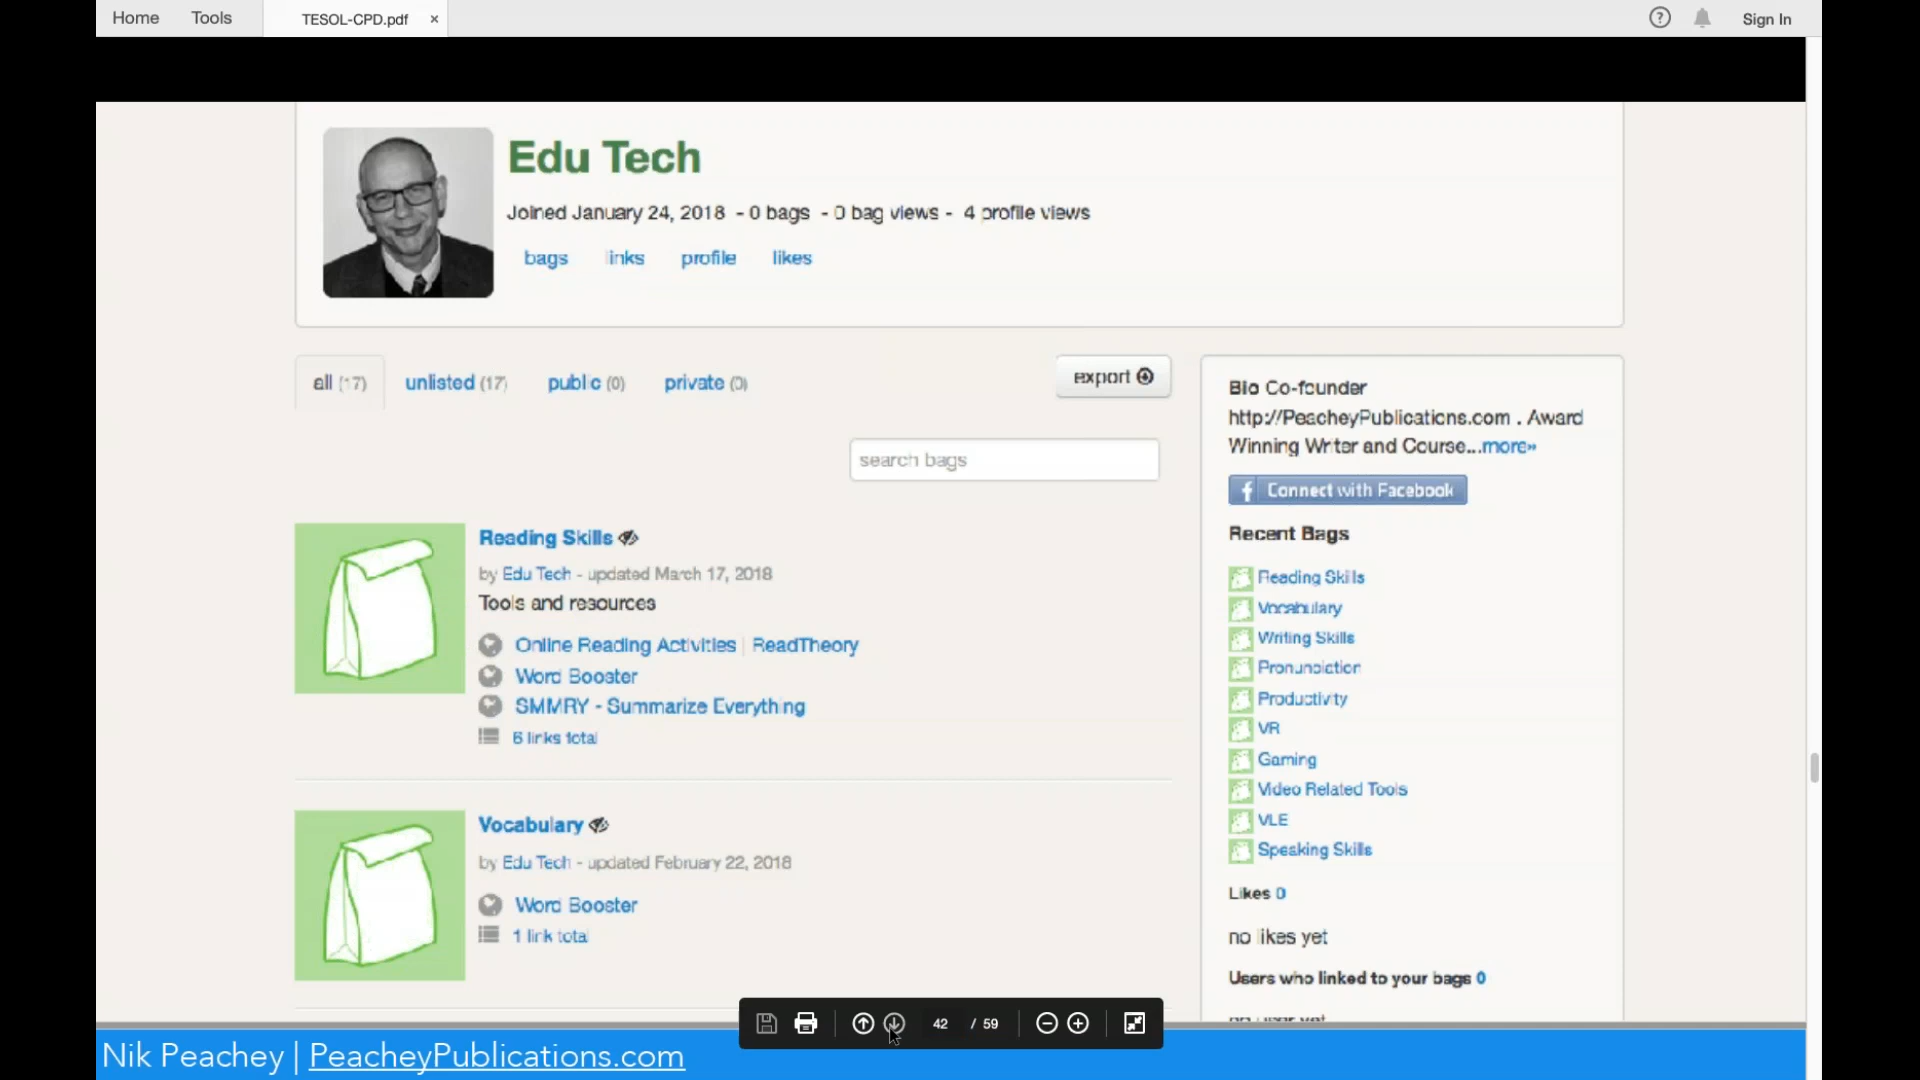 Home Tools TESOL-CPD.pdf × ? Sign In
Edu Tech
Joined January 24, 2018 - 0 bags - 0 bag views - 4 profile views
bags links profile likes
all (17) unlisted (17) public (0) private (0)
export
search bags
Reading Skills
by Edu Tech - updated March 17, 2018
Tools and resources
Online Reading Activities | ReadTheory
Word Booster
SMMRY - Summarize Everything
6 links total
Vocabulary
by Edu Tech - updated February 22, 2018
Word Booster
1 link total
Bio Co-founder
http://PeacheyPublications.com . Award
Winning Writer and Course...more»
f Connect with Facebook
Recent Bags
Reading Skills
Vocabulary
Writing Skills
Pronunciation
Productivity
VR
Gaming
Video Related Tools
VLE
Speaking Skills
Likes 0
no likes yet
Users who linked to your bags 0
42 / 59
Nik Peachey | PeacheyPublications.com